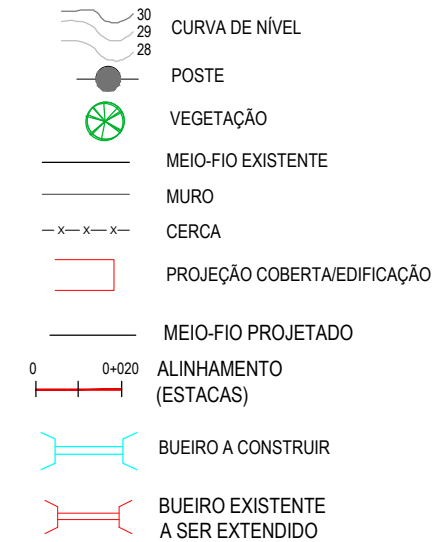 30
29
28
CURVA DE NÍVEL
POSTE
VEGETAÇÃO
MEIO-FIO EXISTENTE
MURO
x x x
CERCA
PROJEÇÃO COBERTA/EDIFICAÇÃO
MEIO-FIO PROJETADO
0 0+020
ALINHAMENTO
(ESTACAS)
BUEIRO A CONSTRUIR
BUEIRO EXISTENTE
A SER EXTENDIDO